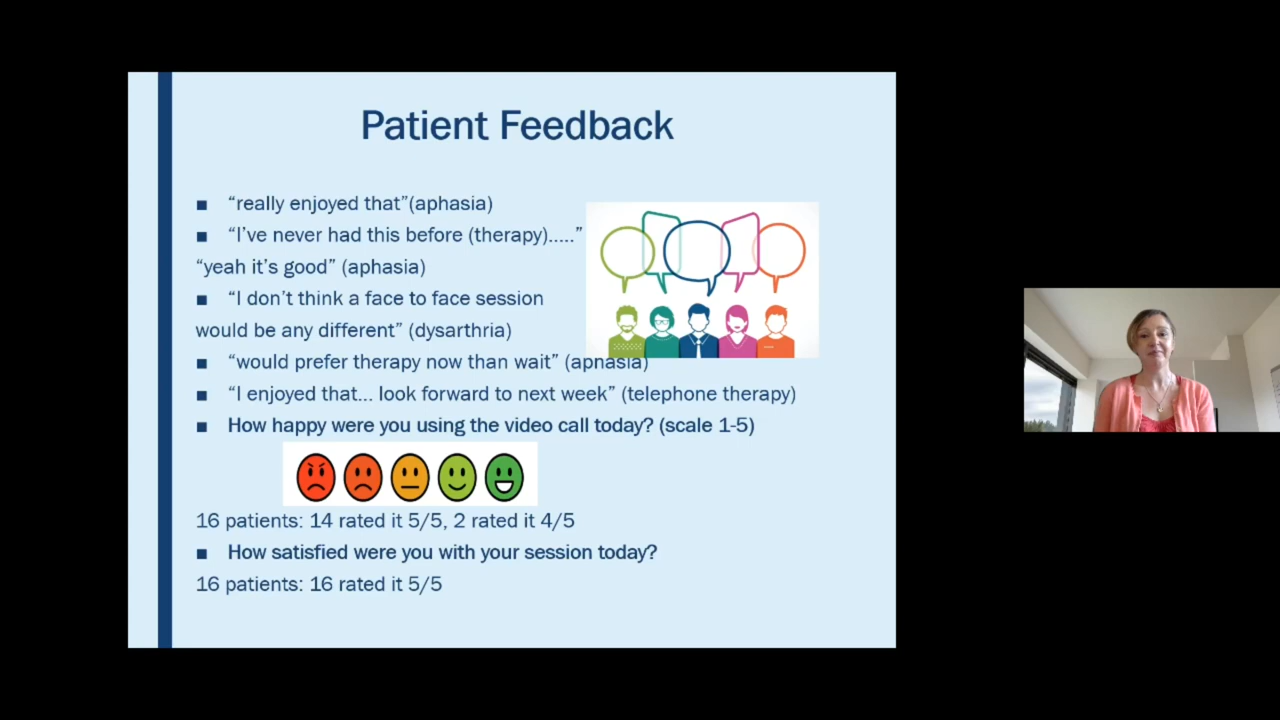 Patient Feedback
■ “really enjoyed that”(aphasia)
■ “I’ve never had this before (therapy).....”
“yeah it’s good” (aphasia)
■ “I don’t think a face to face session
would be any different” (dysarthria)
■ “would prefer therapy now than wait” (aphasia)
■ “I enjoyed that... look forward to next week” (telephone therapy)
■ How happy were you using the video call today? (scale 1-5)
16 patients: 14 rated it 5/5, 2 rated it 4/5
■ How satisfied were you with your session today?
16 patients: 16 rated it 5/5